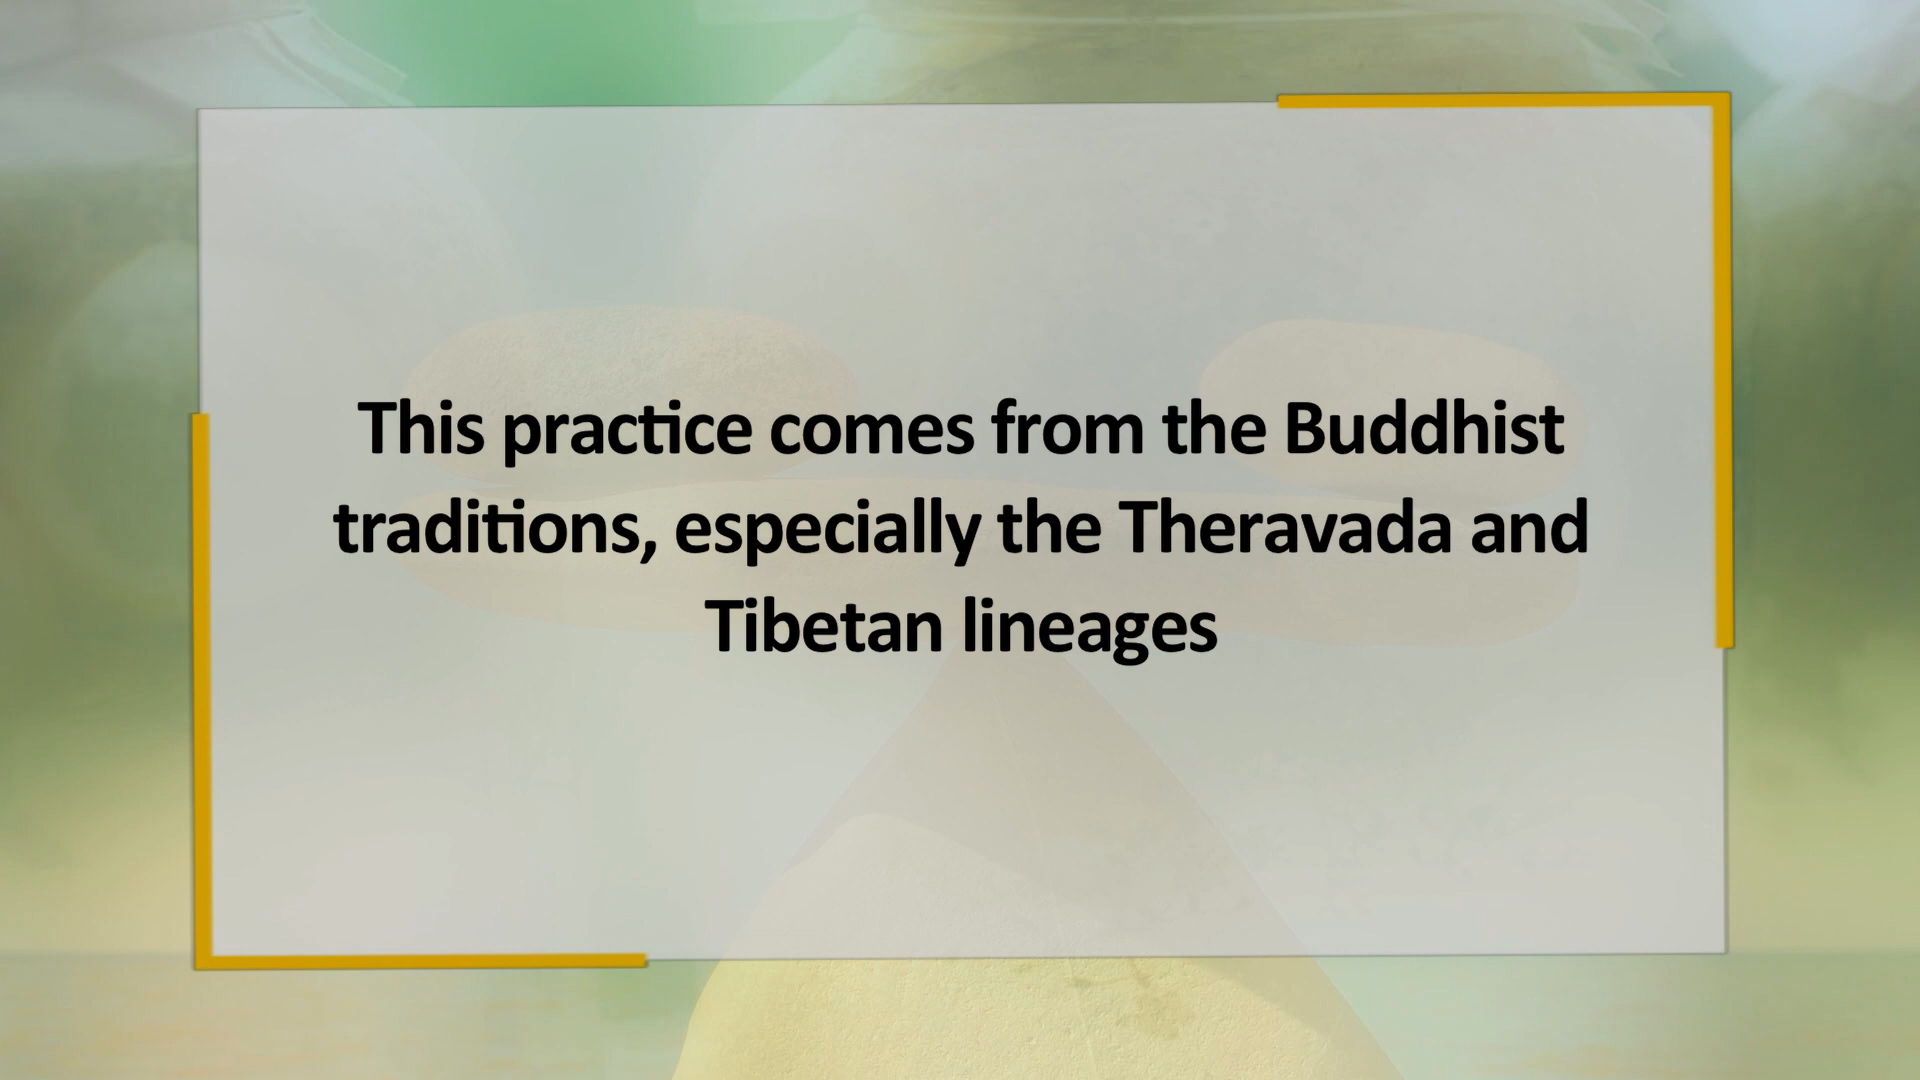 This practice comes from the Buddhist
traditions, especially the Theravada and
Tibetan lineages